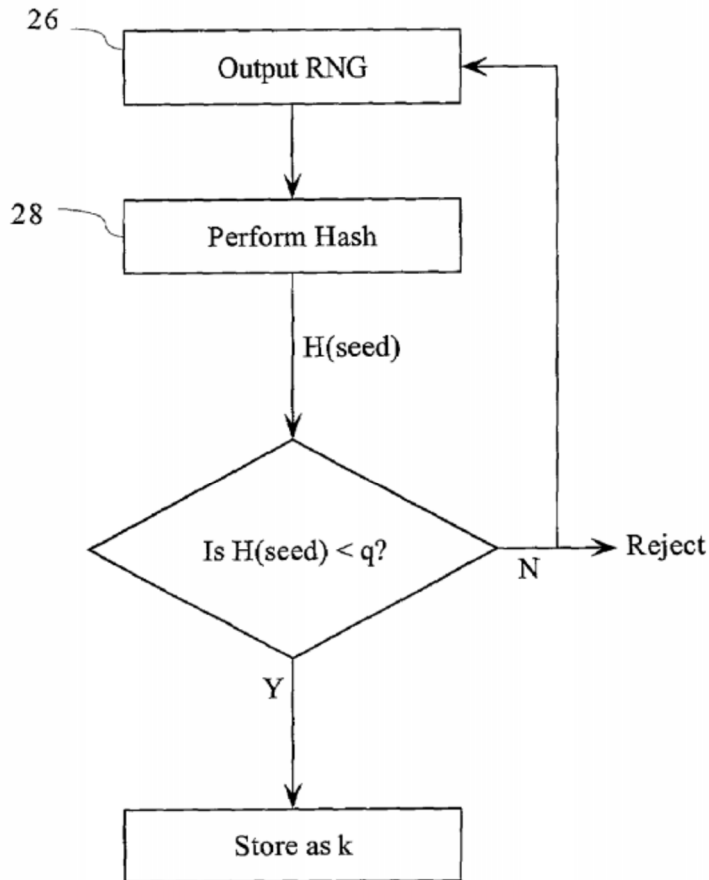 26
Output RNG
28
Perform Hash
H(seed)
Is H(seed) < q?
N
Reject
Y
Store as k